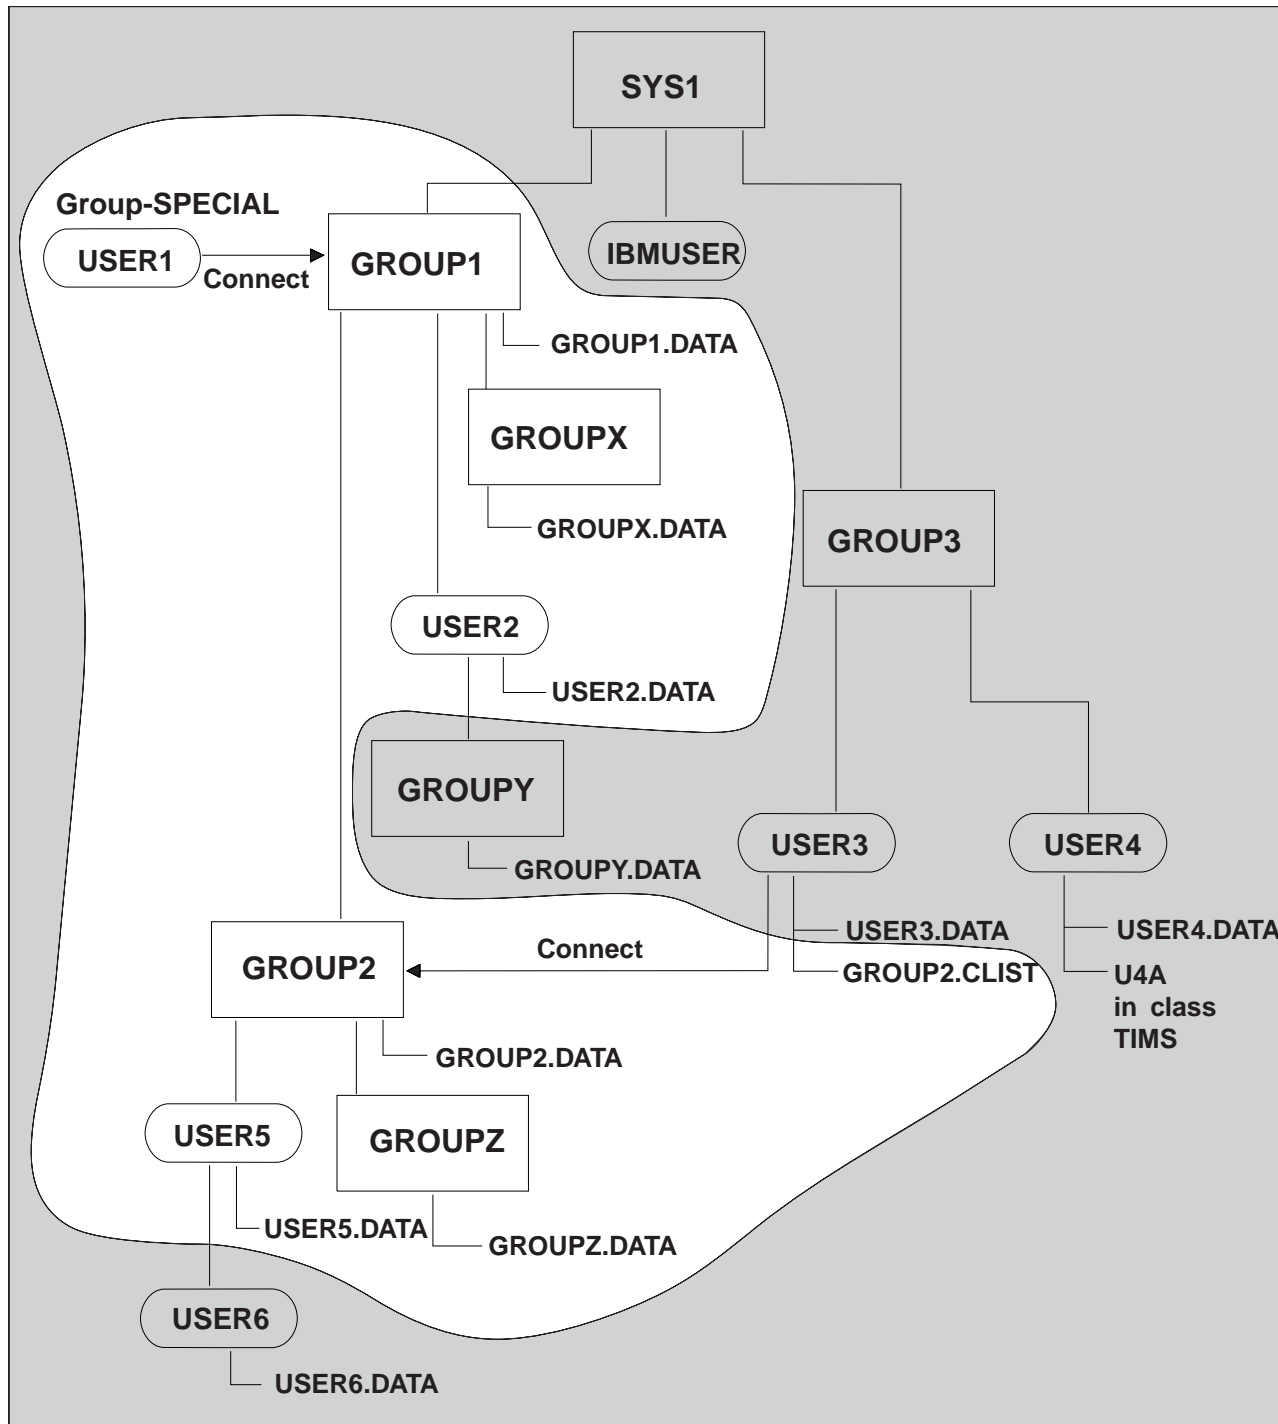 SYS1
Group-SPECIAL
USER1
Connect
GROUP1
IBMUSER
GROUP1.DATA
GROUPX
GROUPX.DATA
GROUP3
USER2
USER2.DATA
GROUPY
GROUPY.DATA
USER3
USER4
USER3.DATA
USER4.DATA
Connect
GROUP2
GROUP2.CLIST
U4A
in class
TIMS
GROUP2.DATA
USER5
GROUPZ
USER5.DATA
GROUPZ.DATA
USER6
USER6.DATA